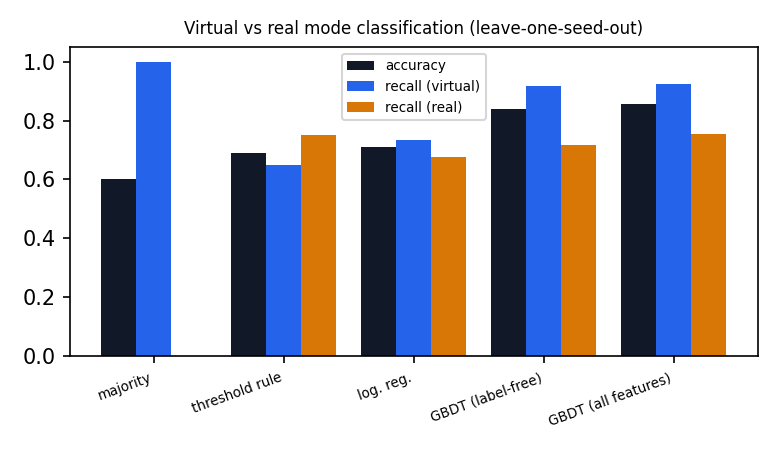 Virtual vs real mode classification (leave-one-seed-out)
accuracy
recall (virtual)
recall (real)
1.0
0.8
0.6
0.4
0.2
0.0
majority
threshold rule
log. reg.
GBDT (label-free)
GBDT (all features)